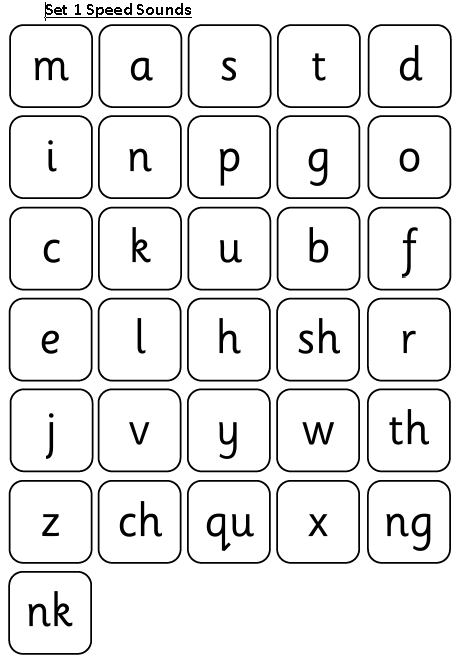 Set 1 Speed Sounds
m a s t d
i n p g o
c k u b f
e l h sh r
j v y w th
z ch qu x ng
nk